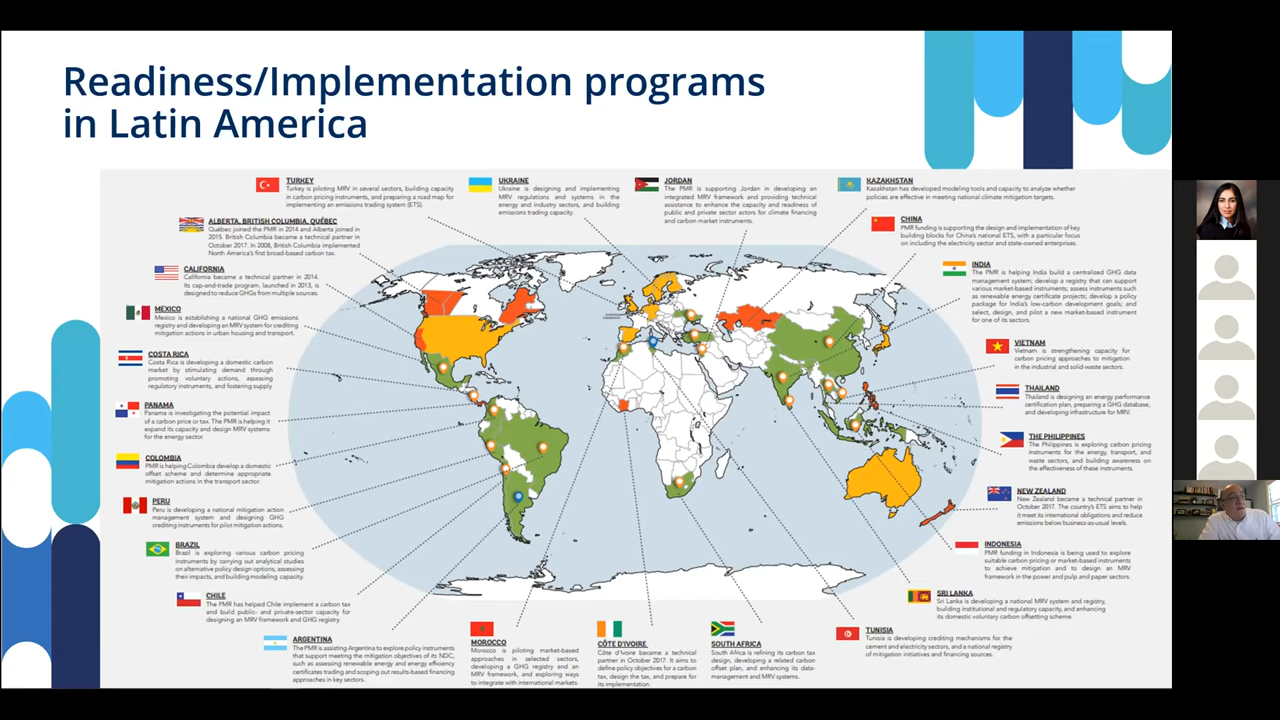 Readiness/Implementation programs
in Latin America
TURKEY
Turkey is piloting MRV in several sectors, building capacity
in carbon pricing instruments, and preparing a road map for
implementing an emissions trading system (ETS).
UKRAINE
Ukraine is designing and implementing
MRV regulations and systems in the
energy and industry sectors, and building
emissions trading capacity.
JORDAN
The PMR is supporting Jordan in developing an
integrated MRV framework and providing technical
assistance to enhance the capacity and readiness of
public and private sector actors for climate financing
and carbon market instruments.
KAZAKHSTAN
Kazakhstan has developed modeling tools and capacity to analyze whether
policies are effective in meeting national climate mitigation targets.
ALBERTA, BRITISH COLUMBIA, QUÉBEC
Québec joined the PMR in 2014 and Alberta joined in
2015. British Columbia became a technical partner in
October 2017. In 2008, British Columbia implemented
North America's first broad-based carbon tax.
CHINA
PMR funding is supporting the design and implementation of key
building blocks for China's national ETS, with a particular focus
on including the electricity sector and state-owned enterprises.
CALIFORNIA
California became a technical partner in 2014.
Its cap-and-trade program, launched in 2013, is
designed to reduce GHGs from multiple sources.
INDIA
The PMR is helping India build a centralized GHG data
management system; develop a registry that can support
various market-based instruments; assess instruments such
as renewable energy certificate projects; develop a policy
package for India's low-carbon development goals; and
select, design, and pilot a new market-based instrument
for one of its sectors.
MEXICO
Mexico is establishing a national GHG emissions
registry and developing an MRV system for crediting
mitigation actions in urban housing and transport.
COSTA RICA
Costa Rica is developing a domestic carbon
market by stimulating demand through
promoting voluntary actions, assessing
regulatory instruments, and fostering supply.
VIETNAM
Vietnam is strengthening capacity for
carbon pricing approaches to mitigation
in the industrial and solid-waste sectors.
THAILAND
Thailand is designing an energy performance
certification plan, preparing a GHG database,
and developing infrastructure for MRV.
PANAMA
Panama is investigating the potential impact
of a carbon price or tax. The PMR is helping it
expand its capacity and design MRV systems
for the energy sector.
THE PHILIPPINES
The Philippines is exploring carbon pricing
instruments for the energy, transport, and
waste sectors, and building awareness on
the effectiveness of these instruments.
COLOMBIA
PMR is helping Colombia develop a domestic
offset scheme and determine appropriate
mitigation actions in the transport sector.
NEW ZEALAND
New Zealand became a technical partner in
October 2017. The country's ETS aims to help
it meet its international obligations and reduce
emissions below business-as-usual levels.
PERU
Peru is developing a national mitigation action
management system and designing GHG
crediting instruments for pilot mitigation actions.
BRAZIL
Brazil is exploring various carbon pricing
instruments by carrying out analytical studies
on alternative policy design options, assessing
their impacts, and building modeling capacity.
INDONESIA
PMR funding in Indonesia is being used to explore
suitable carbon pricing or market-based instruments
to achieve mitigation and to design an MRV
framework in the power and pulp and paper sectors.
CHILE
The PMR has helped Chile implement a carbon tax
and build public- and private-sector capacity for
designing an MRV framework and GHG registry.
SRI LANKA
Sri Lanka is developing a national MRV system and registry,
building institutional and regulatory capacity, and enhancing
its domestic voluntary carbon offsetting scheme.
ARGENTINA
The PMR is assisting Argentina to explore policy instruments
that support meeting the mitigation objectives of its NDC,
such as assessing renewable energy and energy efficiency
certificates trading and scoping out results-based financing
approaches in key sectors.
MOROCCO
Morocco is piloting market-based
approaches in selected sectors,
developing a GHG registry and an
MRV framework, and exploring ways
to integrate with international markets.
CÔTE D'IVOIRE
Côte d'Ivoire became a technical
partner in October 2017. It aims to
define policy objectives for a carbon
tax, design the tax, and prepare for
its implementation.
SOUTH AFRICA
South Africa is refining its carbon tax
design, developing a related carbon
offset plan, and enhancing its data-
management and MRV systems.
TUNISIA
Tunisia is developing crediting mechanisms for the
cement and electricity sectors, and a national registry
of mitigation initiatives and financing sources.